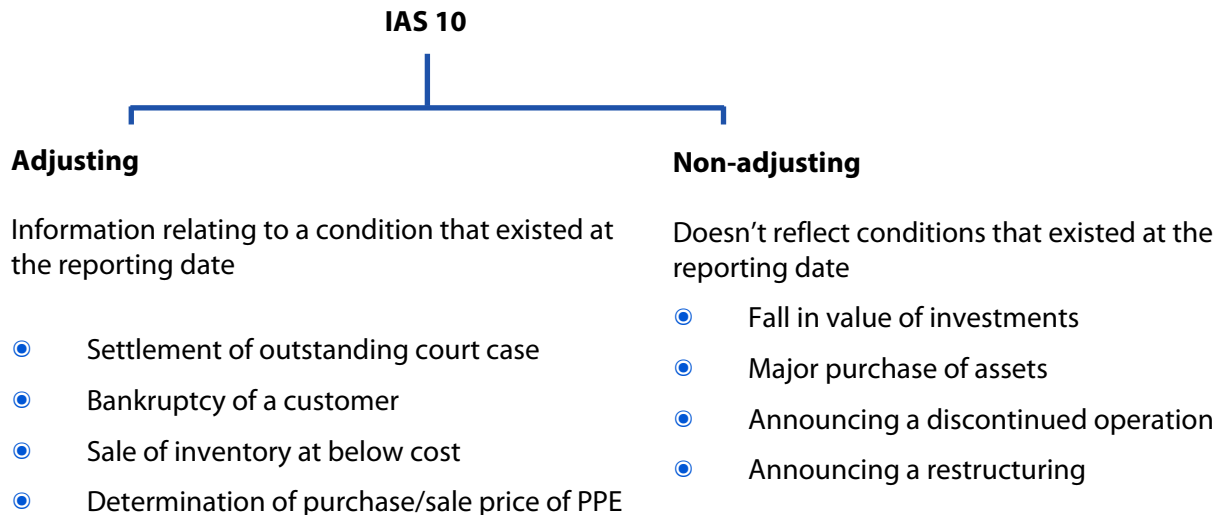 IAS 10
Adjusting
Information relating to a condition that existed at
the reporting date
Settlement of outstanding court case
Bankruptcy of a customer
Sale of inventory at below cost
Determination of purchase/sale price of PPE
Non-adjusting
Doesn’t reflect conditions that existed at the
reporting date
Fall in value of investments
Major purchase of assets
Announcing a discontinued operation
Announcing a restructuring